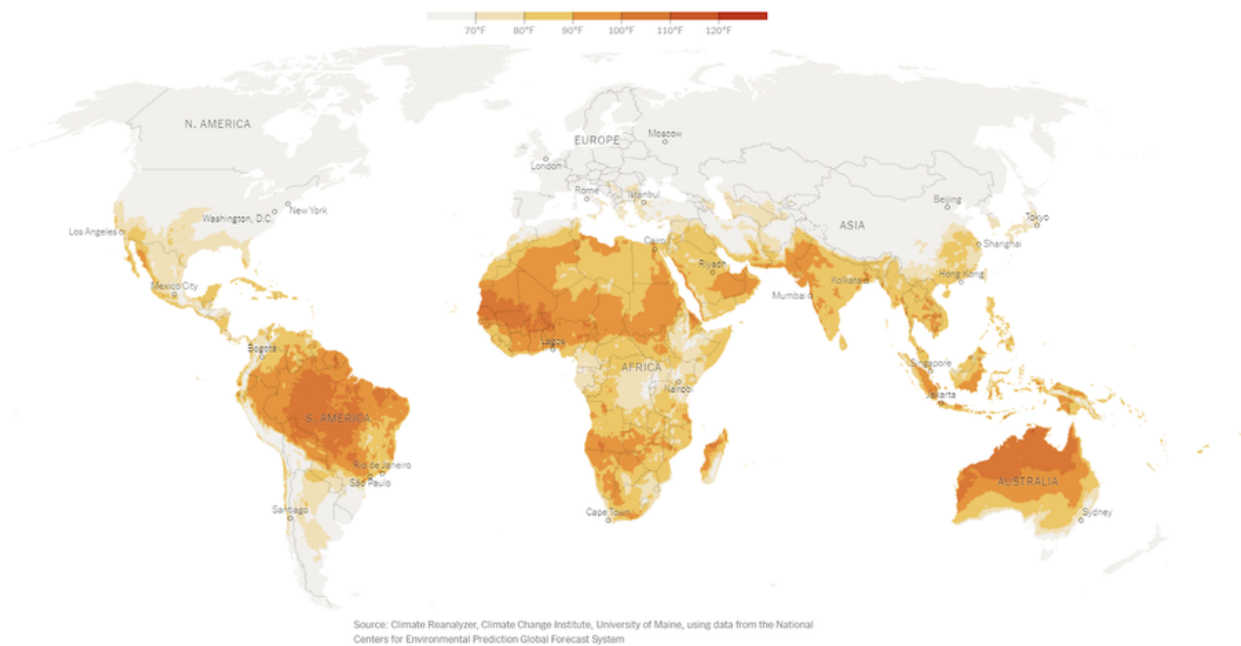 70°F 80°F 90°F 100°F 110°F 120°F
N. AMERICA
EUROPE
Moscow
London
Rome
Istanbul
Beijing
Washington, D.C.
New York
Tokyo
Los Angeles
ASIA
Shanghai
Cairo
Riyadh
Hong Kong
Kolkata
Mexico City
Mumbai
Bogota
Lagos
AFRICA
Singapore
Nairobi
Jakarta
S. AMERICA
Rio de Janeiro
São Paulo
AUSTRALIA
Santiago
Cape Town
Sydney
Source: Climate Reanalyzer, Climate Change Institute, University of Maine, using data from the National
Centers for Environmental Prediction Global Forecast System